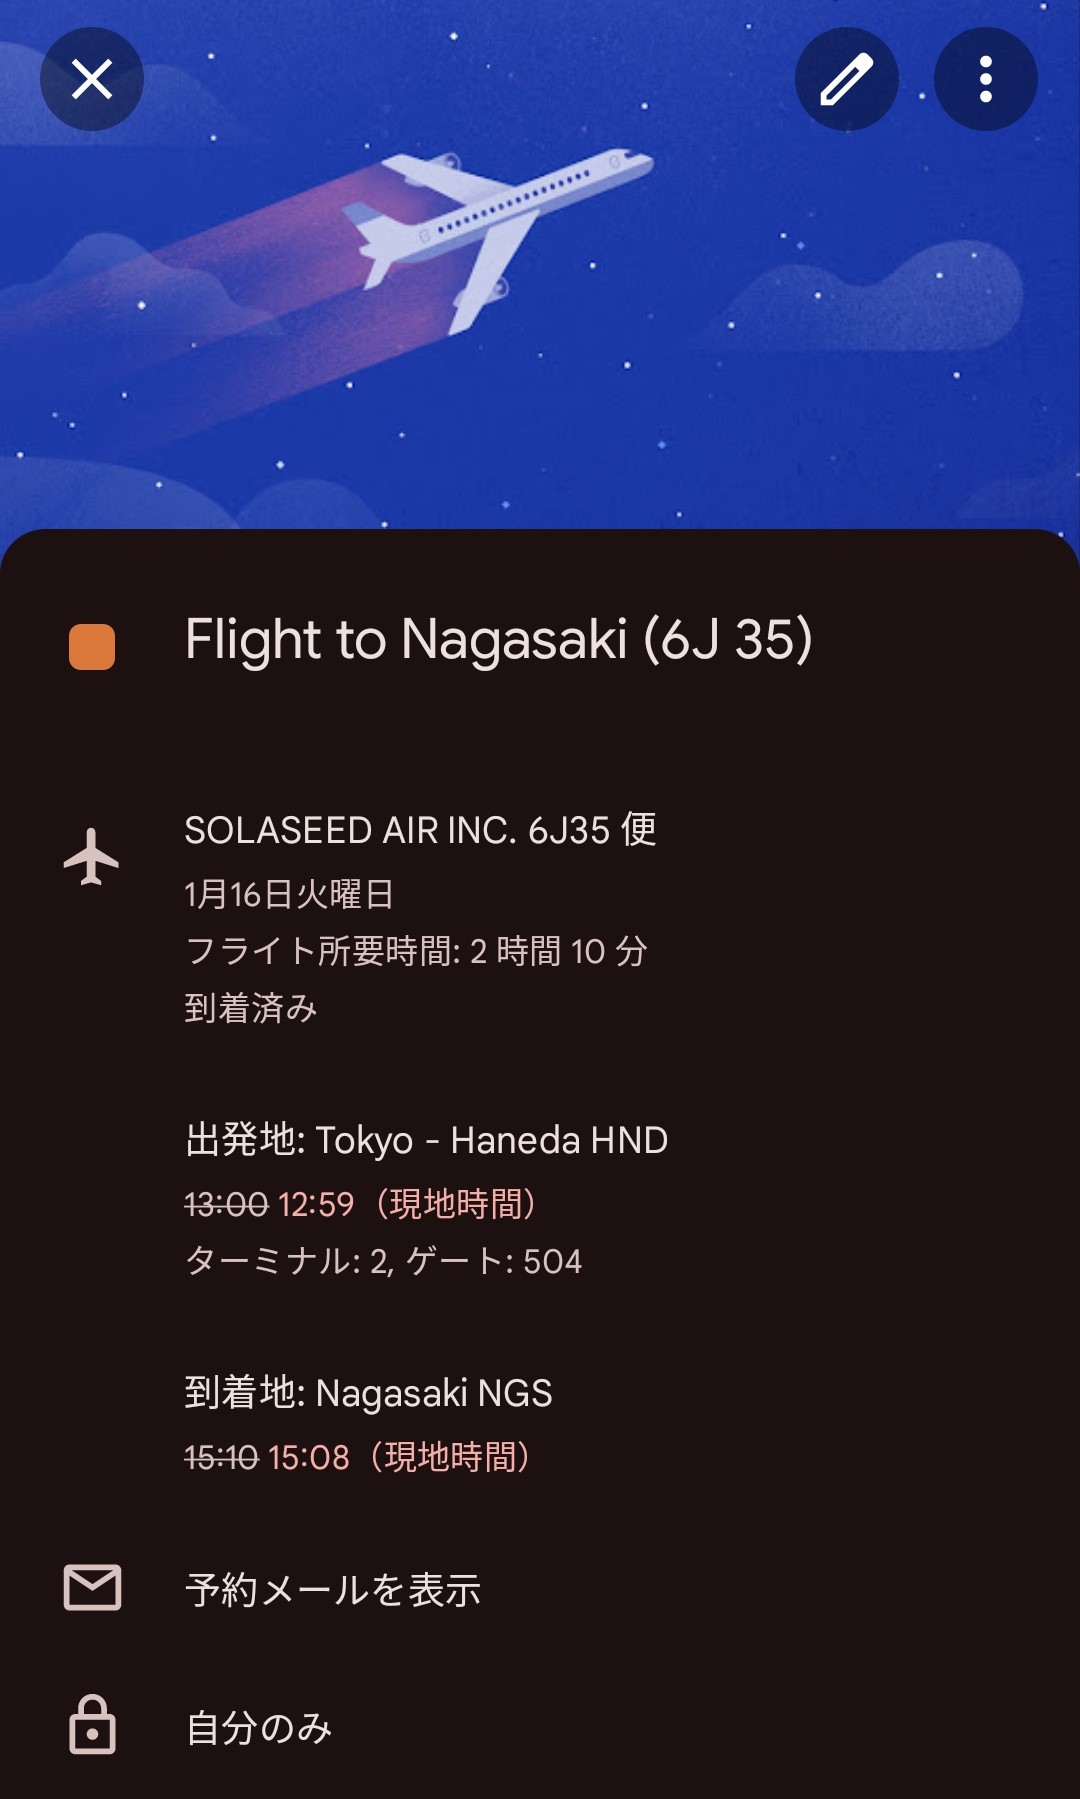 Flight to Nagasaki (6J 35)
SOLASEED AIR INC. 6J35 便
1月16日火曜日
フライト所要時間: 2 時間 10 分
到着済み
出発地: Tokyo - Haneda HND
13:00 12:59（現地時間）
ターミナル: 2, ゲート: 504
到着地: Nagasaki NGS
15:10 15:08（現地時間）
予約メールを表示
自分のみ